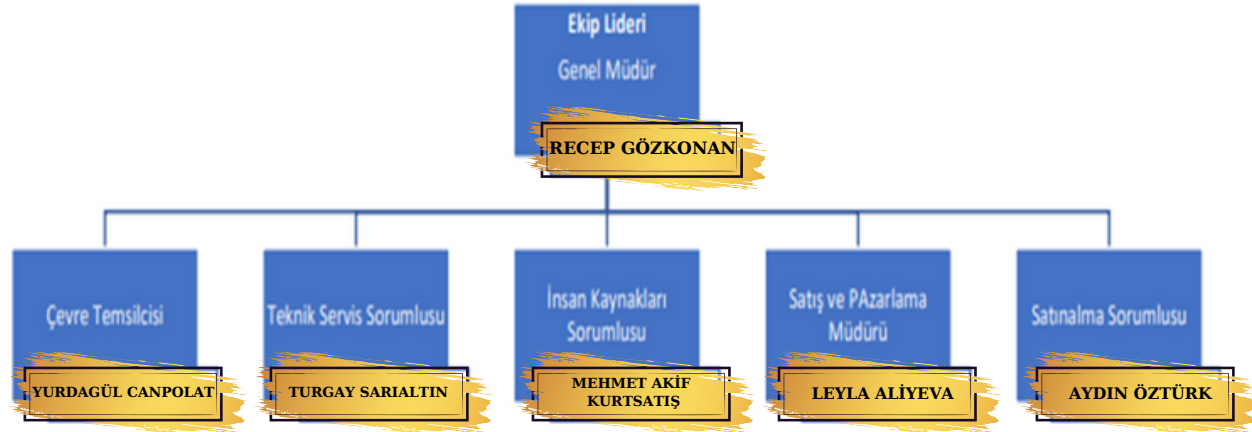 Ekip Lideri
Genel Müdür
RECEP GÖZKONAN
Çevre Temsilcisi
YURDAGÜL CANPOLAT
Teknik Servis Sorumlusu
TURGAY SARIALTIN
İnsan Kaynakları
Sorumlusu
MEHMET AKİF
KURTSATIŞ
Satış ve PAzarlama
Müdürü
LEYLA ALİYEVA
Satınalma Sorumlusu
AYDIN ÖZTÜRK